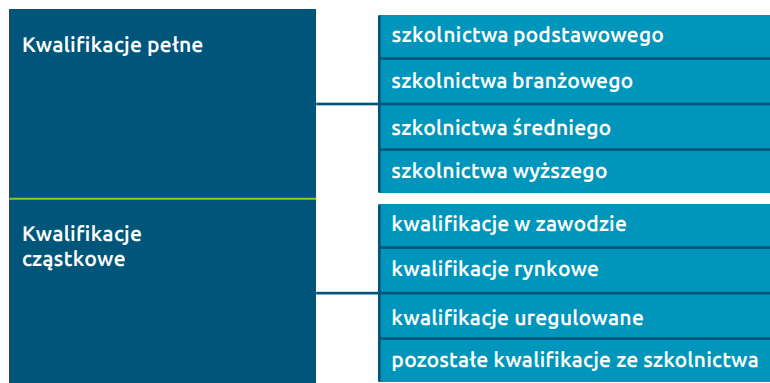 Kwalifikacje pełne
szkolnictwa podstawowego
szkolnictwa branżowego
szkolnictwa średniego
szkolnictwa wyższego
Kwalifikacje
cząstkowe
kwalifikacje w zawodzie
kwalifikacje rynkowe
kwalifikacje uregulowane
pozostałe kwalifikacje ze szkolnictwa